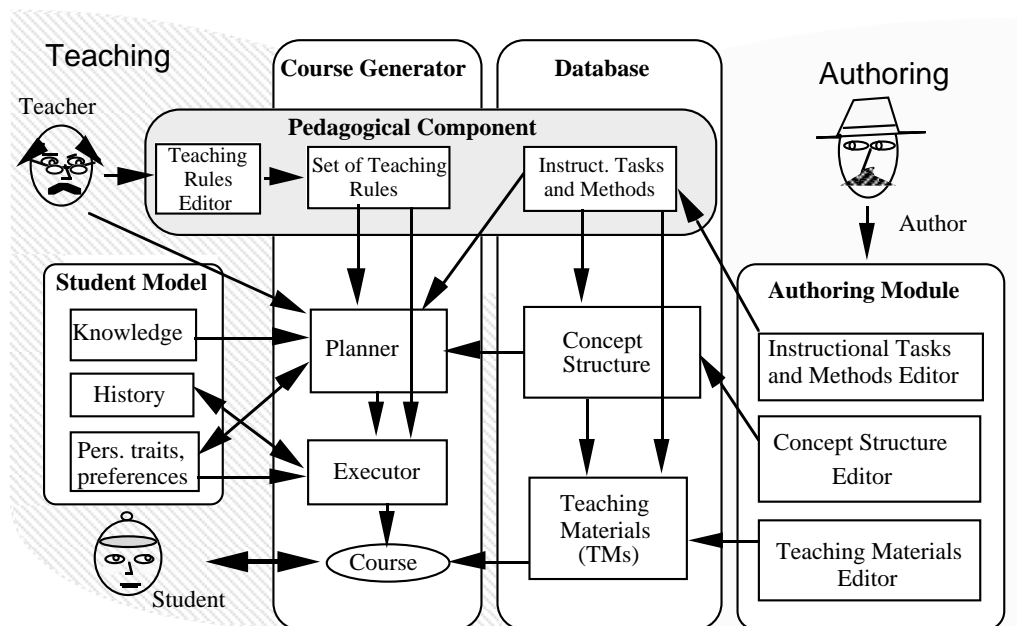 Teaching
Course Generator
Database
Authoring
Teacher
Pedagogical Component
Teaching
Rules
Editor
Set of Teaching
Rules
Instruct. Tasks
and Methods
Author
Student Model
Authoring Module
Knowledge
Planner
Concept
Structure
Instructional Tasks
and Methods Editor
History
Pers. traits,
preferences
Executor
Concept Structure
Editor
Teaching
Materials
(TMs)
Teaching Materials
Editor
Course
Student